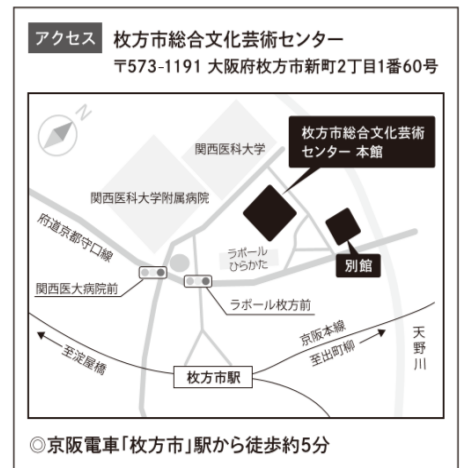 アクセス
枚方市総合文化芸術センター
〒573-1191 大阪府枚方市新町2丁目1番60号
N
関西医科大学
枚方市総合文化芸術
センター 本館
関西医科大学附属病院
府道京都守口線
ラポール
ひらかた
別館
関西医大病院前
ラポール枚方前
京阪本線
至出町柳
天野川
至淀屋橋
枚方市駅
◎京阪電車「枚方市」駅から徒歩約5分